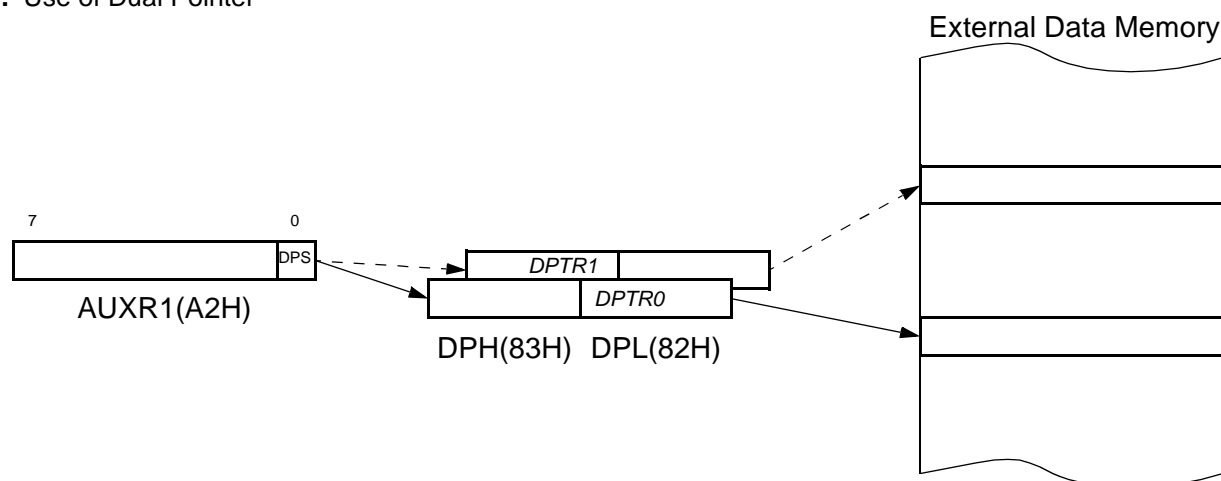 . Use of Dual Pointer
External Data Memory
7
0
DPS
DPTR1
AUXR1(A2H)
DPTR0
DPH(83H) DPL(82H)